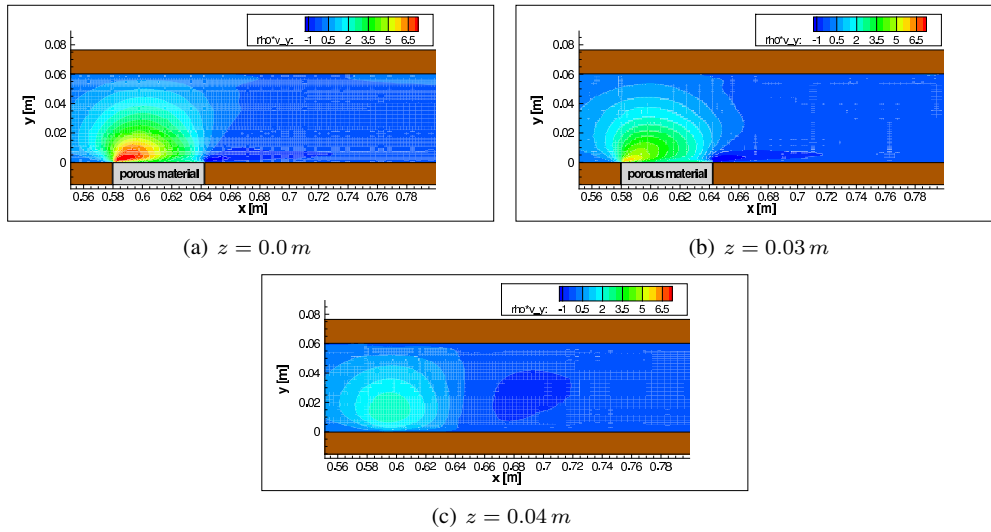 rho*v_y: -1 0.5 2 3.5 5 6.5
0.08
0.06
0.04
0.02
0
y [m]
porous material
0.56 0.58 0.6 0.62 0.64 0.66 0.68 0.7 0.72 0.74 0.76 0.78
x [m]
(a) z = 0.0 m
rho*v_y: -1 0.5 2 3.5 5 6.5
0.08
0.06
0.04
0.02
0
y [m]
porous material
0.56 0.58 0.6 0.62 0.64 0.66 0.68 0.7 0.72 0.74 0.76 0.78
x [m]
(b) z = 0.03 m
rho*v_y: -1 0.5 2 3.5 5 6.5
0.08
0.06
0.04
0.02
0
y [m]
0.56 0.58 0.6 0.62 0.64 0.66 0.68 0.7 0.72 0.74 0.76 0.78
x [m]
(c) z = 0.04 m